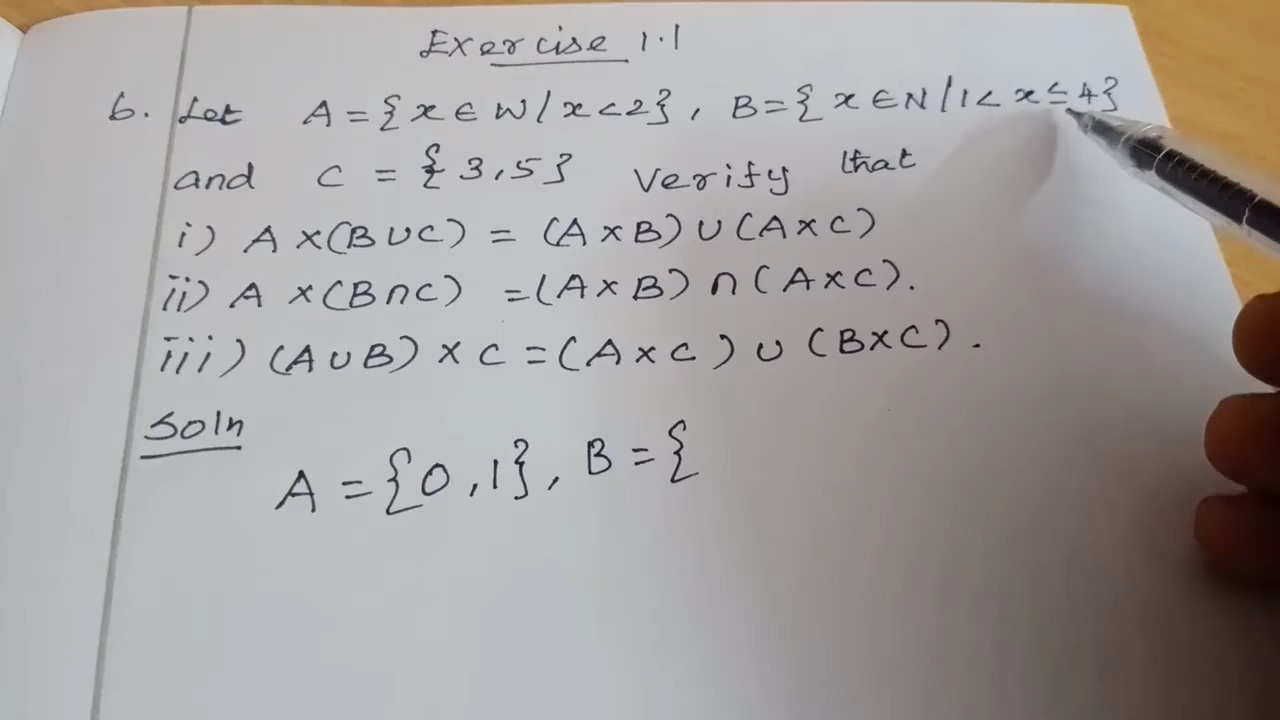 Exercise 1.1
6. Let A = {x ∈ W / x < 2}, B = {x ∈ N / 1 < x ≤ 4}
and C = {3, 5} verify that
i) A × (B ∪ C) = (A × B) ∪ (A × C)
ii) A × (B ∩ C) = (A × B) ∩ (A × C).
iii) (A ∪ B) × C = (A × C) ∪ (B × C).
Soln
A = {0, 1}, B = {